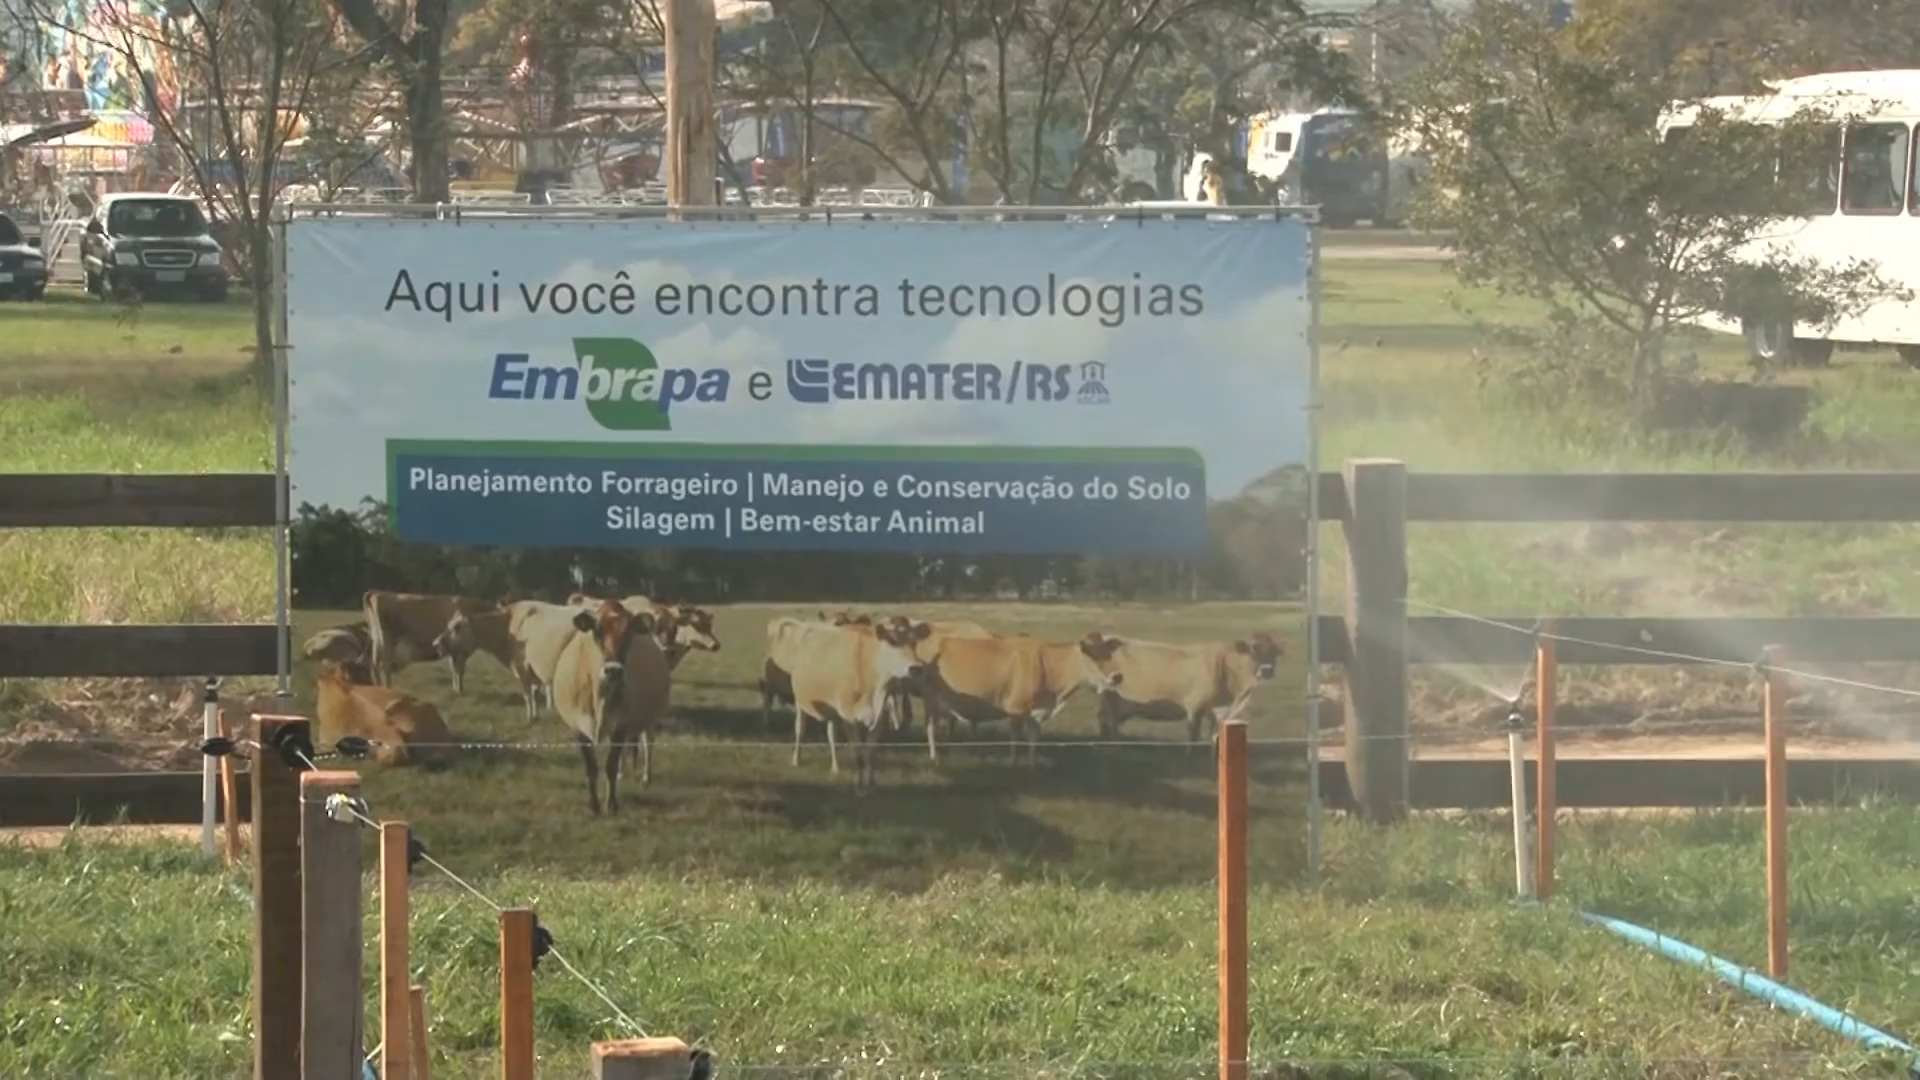 Aqui você encontra tecnologias
Embrapa e EMATER/RS
Planejamento Forrageiro | Manejo e Conservação do Solo
Silagem | Bem-estar Animal